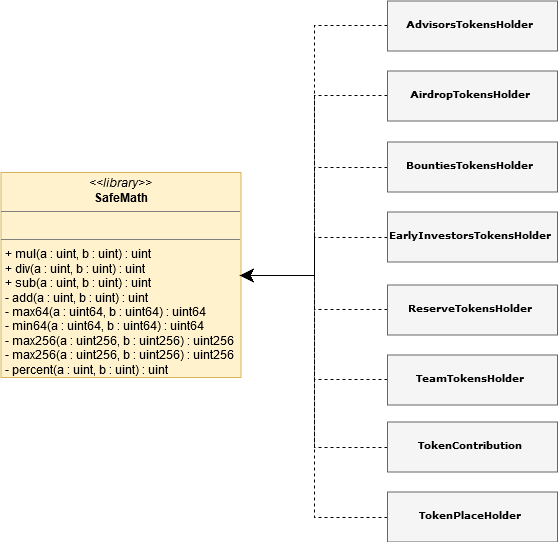 <<library>>
SafeMath
+ mul(a : uint, b : uint) : uint
+ div(a : uint, b : uint) : uint
+ sub(a : uint, b : uint) : uint
- add(a : uint, b : uint) : uint
- max64(a : uint64, b : uint64) : uint64
- min64(a : uint64, b : uint64) : uint64
- max256(a : uint256, b : uint256) : uint256
- max256(a : uint256, b : uint256) : uint256
- percent(a : uint, b : uint) : uint
AdvisorsTokensHolder
AirdropTokensHolder
BountiesTokensHolder
EarlyInvestorsTokensHolder
ReserveTokensHolder
TeamTokensHolder
TokenContribution
TokenPlaceHolder